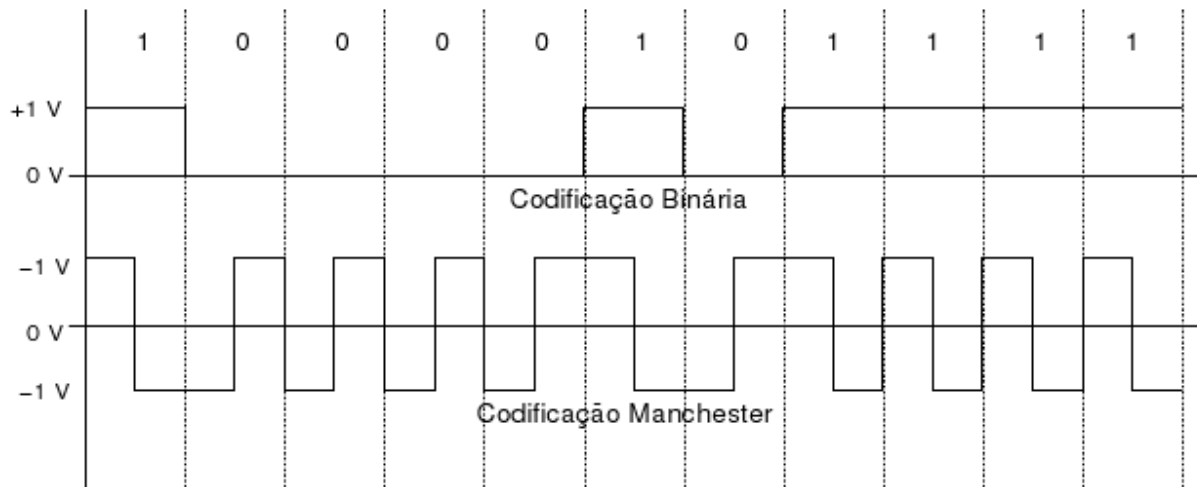 1 0 0 0 0 1 0 1 1 1 1
+1 V
0 V
Codificação Binária
−1 V
0 V
−1 V
Codificação Manchester